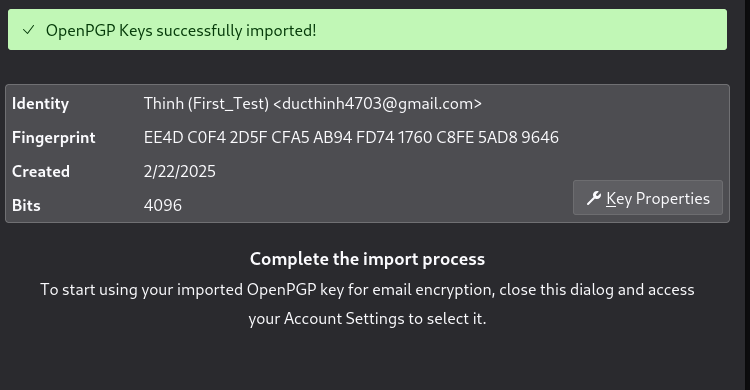 OpenPGP Keys successfully imported!
Identity Thinh (First_Test) <ducthinh4703@gmail.com>
Fingerprint EE4D C0F4 2D5F CFA5 AB94 FD74 1760 C8FE 5AD8 9646
Created 2/22/2025
Bits 4096
Key Properties
Complete the import process
To start using your imported OpenPGP key for email encryption, close this dialog and access
your Account Settings to select it.